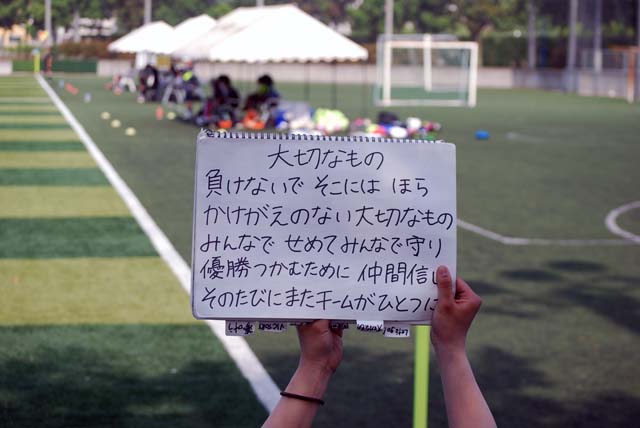 大切なもの
負けないで そこには ほら
かけがえのない大切なもの
みんなで せめてみんなで守り
優勝つかむために 仲間信
そのたびにまたチームがひとつに